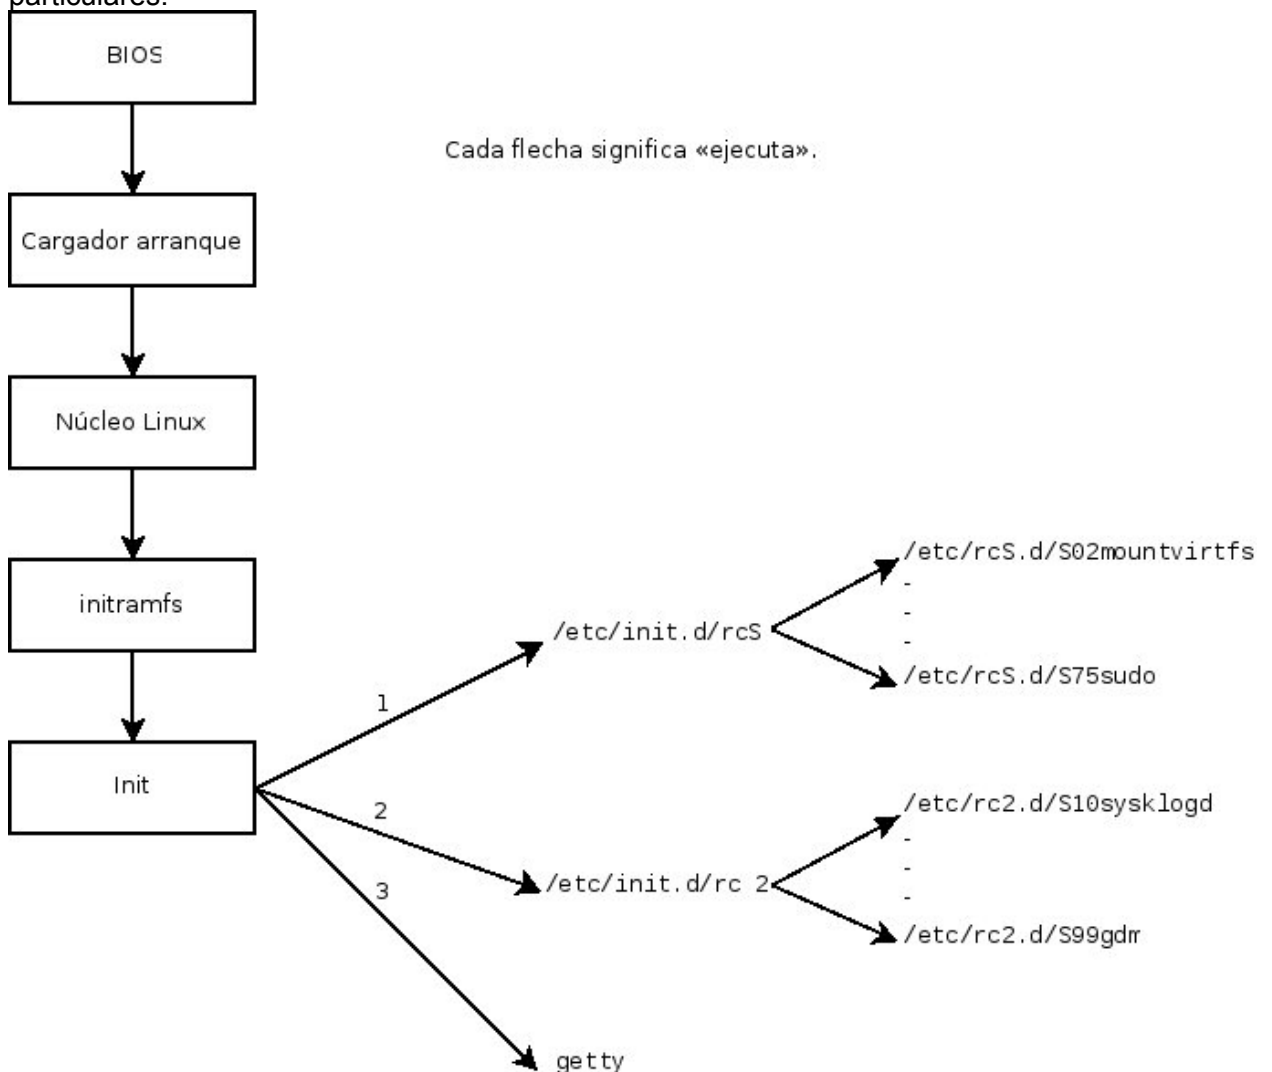 particulares.
BIOS
Cada flecha significa «ejecuta».
Cargador arranque
Núcleo Linux
initramfs
Init
1
2
3
/etc/init.d/rcS
/etc/rcS.d/S02mountvirtfs
-
-
-
/etc/rcS.d/S75sudo
/etc/init.d/rc 2
/etc/rc2.d/S10sysklogd
-
-
-
/etc/rc2.d/S99gdm
getty